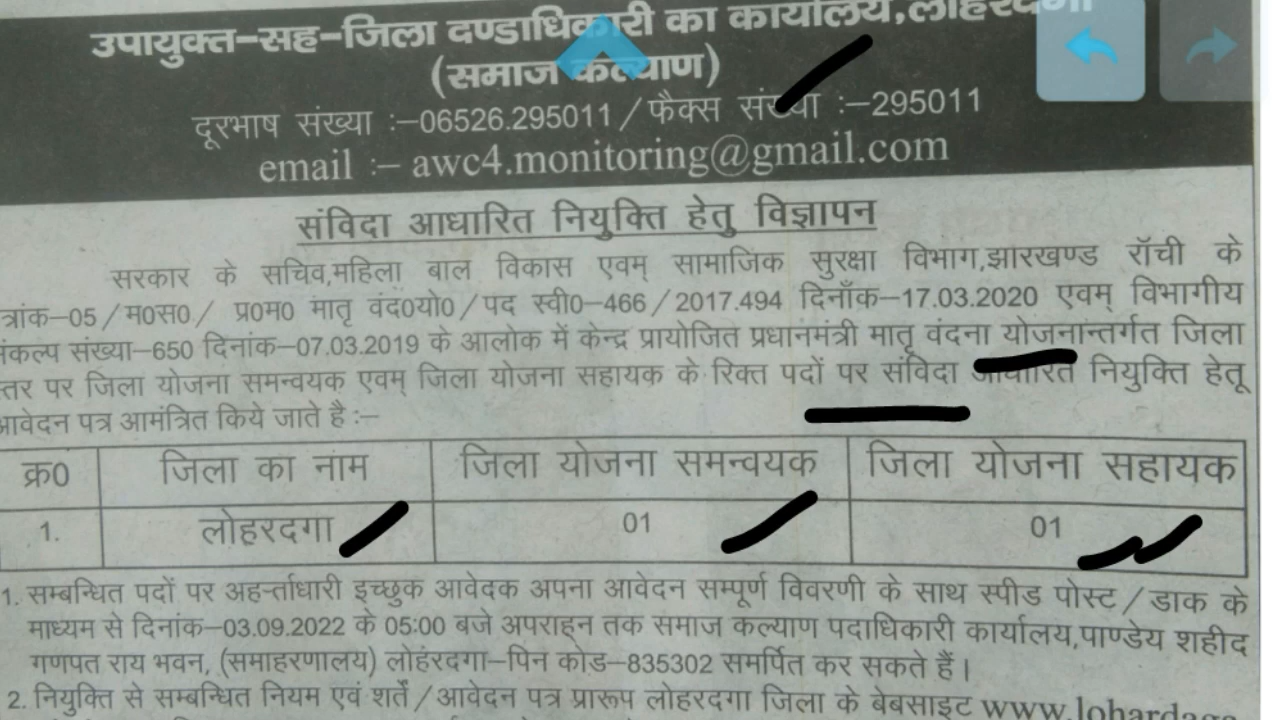 उपायुक्त-सह-जिला दण्डाधिकारी का कार्यालय,लोहरदगा
(समाज कल्याण)
दूरभाष संख्या :-06526.295011 / फैक्स संख्या :-295011
email :- awc4.monitoring@gmail.com
संविदा आधारित नियुक्ति हेतु विज्ञापन
सरकार के सचिव,महिला बाल विकास एवम् सामाजिक सुरक्षा विभाग,झारखण्ड रॉंची के
त्रांक-05 / म0स0 / प्र0म0 मातृ वंद0यो0 / पद स्वी0-466 / 2017.494 दिनाँक-17.03.2020 एवम् विभागीय
ंकल्प संख्या-650 दिनांक-07.03.2019 के आलोक में केन्द्र प्रायोजित प्रधानमंत्री मातृ वंदना योजनान्तर्गत जिला
स्तर पर जिला योजना समन्वयक एवम् जिला योजना सहायक के रिक्त पदों पर संविदा आधारित नियुक्ति हेतू
आवेदन पत्र आमंत्रित किये जाते है :-
क्र0 जिला का नाम जिला योजना समन्वयक जिला योजना सहायक
1. लोहरदगा 01 01
1. सम्बन्धित पदों पर अहर्त्ताधारी इच्छुक आवेदक अपना आवेदन सम्पूर्ण विवरणी के साथ स्पीड पोस्ट / डाक के
माध्यम से दिनांक-03.09.2022 के 05:00 बजे अपराहन तक समाज कल्याण पदाधिकारी कार्यालय,पाण्डेय शहीद
गणपत राय भवन, (समाहरणालय) लोहंरदगा-पिन कोड-835302 समर्पित कर सकते हैं।
2. नियुक्ति से सम्बन्धित नियम एवं शर्तें / आवेदन पत्र प्रारूप लोहरदगा जिला के बेबसाइट www.lohardaga